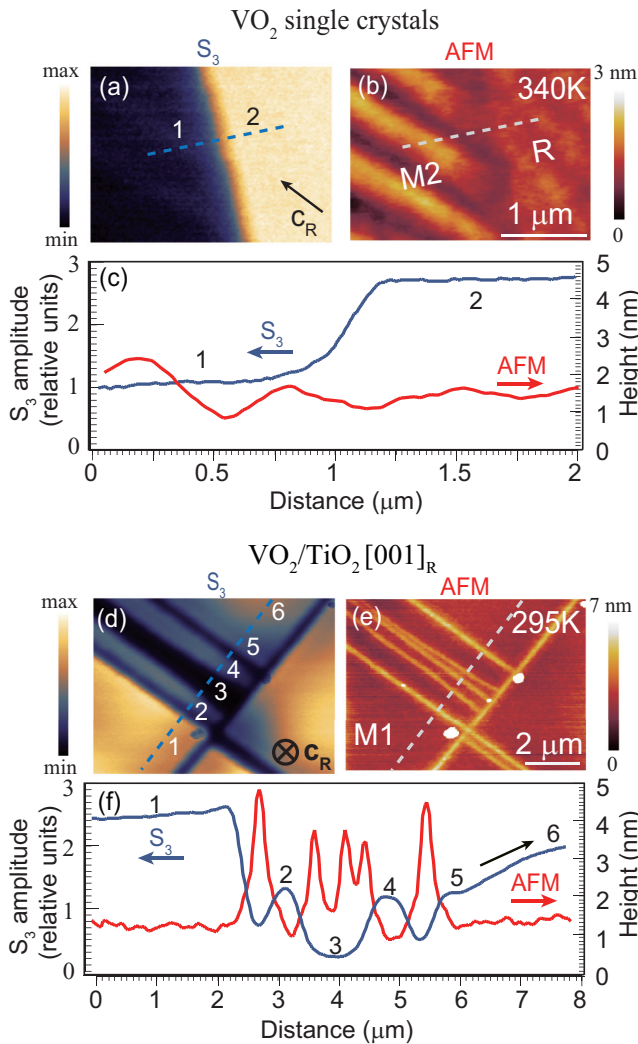 VO2 single crystals
S3
AFM
max
min
(a)
1
2
cR
(b)
340K
M2
R
1 μm
3 nm
0
(c)
S3 amplitude
(relative units)
3
2
1
0
1
S3
2
AFM
5
4
3
2
1
0
Height (nm)
0
0.5
1
1.5
2
Distance (μm)
VO2/TiO2 [001]R
S3
AFM
max
min
(d)
6
5
4
3
2
1
cR
(e)
295K
M1
2 μm
7 nm
0
(f)
S3 amplitude
(relative units)
3
2
1
0
1
S3
2
3
4
5
6
AFM
5
4
3
2
1
0
Height (nm)
0
1
2
3
4
5
6
7
8
Distance (μm)